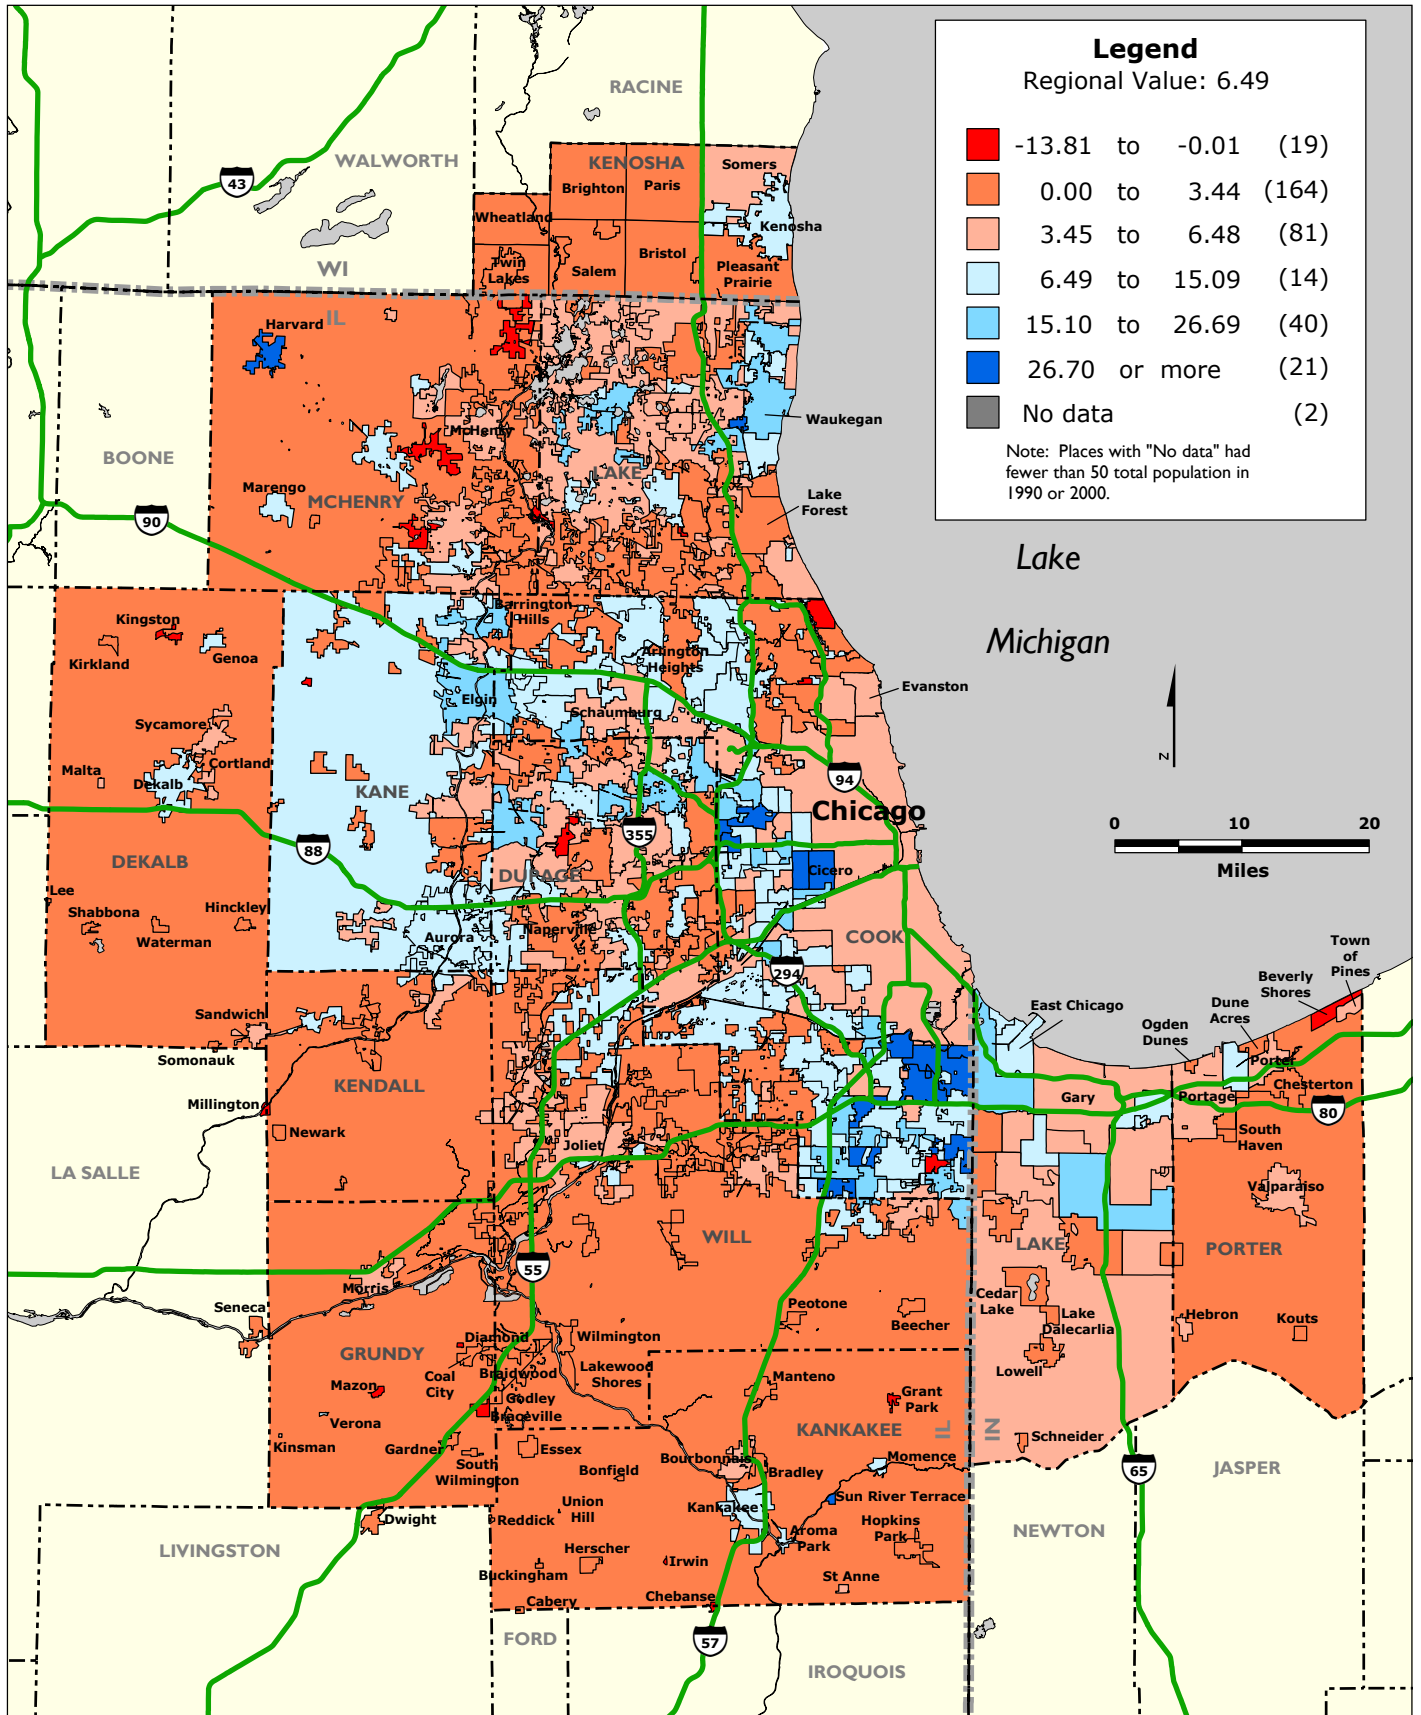 Legend
Regional Value: 6.49
-13.81 to -0.01 (19)
0.00 to 3.44 (164)
3.45 to 6.48 (81)
6.49 to 15.09 (14)
15.10 to 26.69 (40)
26.70 or more (21)
No data (2)
Note: Places with "No data" had
fewer than 50 total population in
1990 or 2000.
RACINE
WALWORTH
43
KENOSHA
Somers
Brighton
Paris
Wheatland
Kenosha
Bristol
Twin
Lakes
Salem
Pleasant
Prairie
WI
IL
Harvard
Waukegan
McHenry
BOONE
LAKE
Marengo
MCHENRY
Lake
Forest
90
Lake
Michigan
Kingston
Barrington
Hills
Kirkland
Genoa
Arlington
Heights
Evanston
Elgin
Schaumburg
Sycamore
Cortland
Malta
Dekalb
KANE
94
Chicago
N
0 10 20
Miles
355
88
DEKALB
DUPAGE
Cicero
Lee
Shabbona
Hinckley
Waterman
Aurora
Naperville
COOK
294
Town
of
Pines
Beverly
Shores
Dune
Acres
Ogden
Dunes
East Chicago
Sandwich
Somonauk
Porter
Chesterton
KENDALL
Gary
Portage
80
Millington
Newark
Joliet
South
Haven
LA SALLE
Valparaiso
WILL
LAKE
PORTER
55
Morris
Cedar
Lake
Seneca
Peotone
Beecher
Lake
Dalecarlia
Hebron
Kouts
Diamond
Wilmington
GRUNDY
Coal
City
Braidwood
Lakewood
Shores
Lowell
Mazon
Manteno
Grant
Park
Godley
Braceville
Verona
KANKAKEE
IL
IN
Kinsman
Gardner
Essex
Schneider
South
Wilmington
Bourbonnais
Bradley
Momence
Bonfield
65
JASPER
Union
Hill
Kankakee
Sun River Terrace
Reddick
Dwight
Aroma
Park
Hopkins
Park
NEWTON
LIVINGSTON
Herscher
Irwin
Buckingham
St Anne
Cabery
Chebanse
FORD
57
IROQUOIS